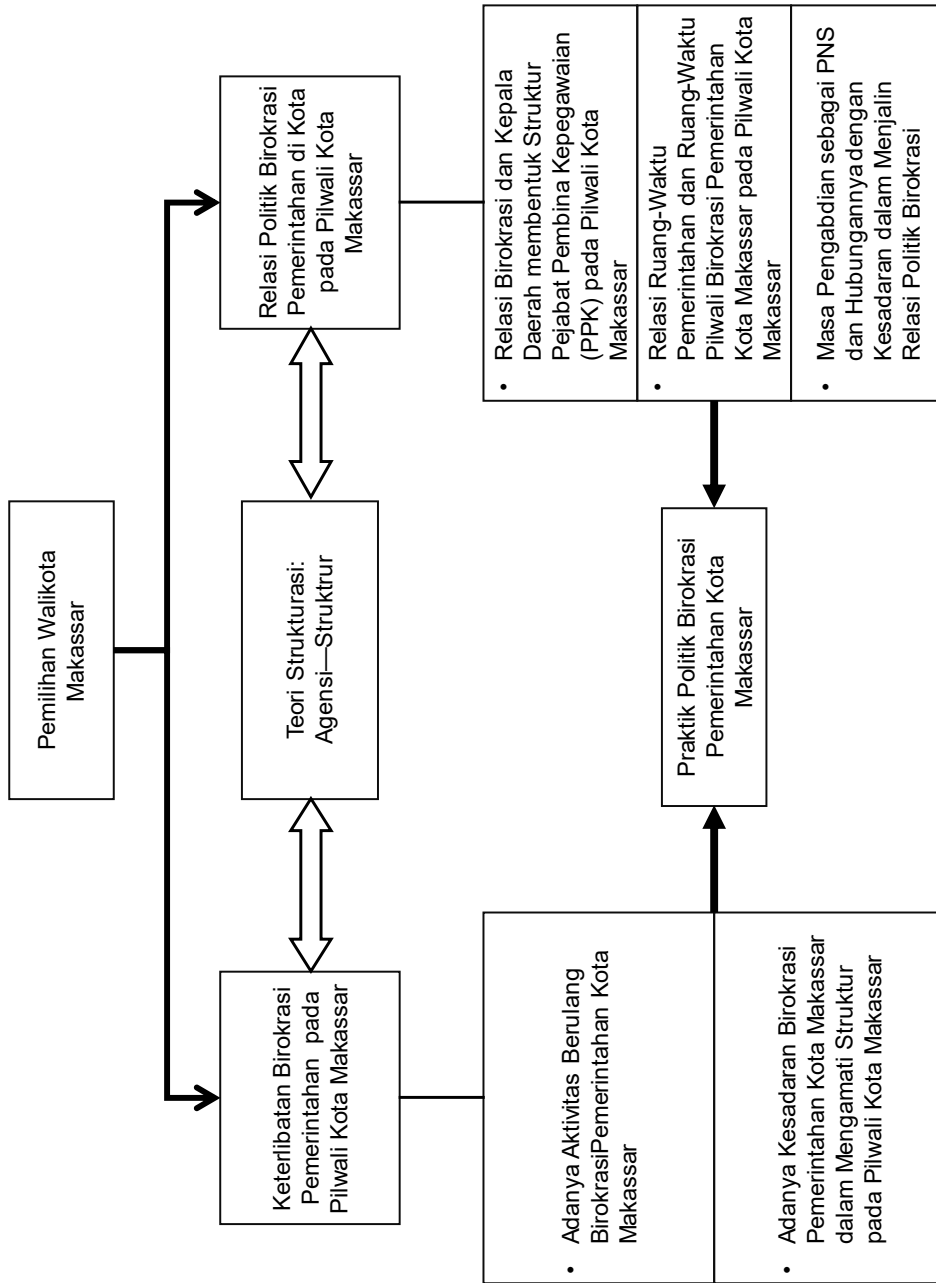 Pemilihan Walikota
Makassar
Keterlibatan Birokrasi
Pemerintahan pada
Pilwali Kota Makassar
Teori Strukturasi:
Agensi—Struktrur
Relasi Politik Birokrasi
Pemerintahan di Kota
pada Pilwali Kota
Makassar
• Adanya Aktivitas Berulang
BirokrasiPemerintahan Kota
Makassar
• Adanya Kesadaran Birokrasi
Pemerintahan Kota Makassar
dalam Mengamati Struktur
pada Pilwali Kota Makassar
Praktik Politik Birokrasi
Pemerintahan Kota
Makassar
• Relasi Birokrasi dan Kepala
Daerah membentuk Struktur
Pejabat Pembina Kepegawaian
(PPK) pada Pilwali Kota
Makassar
• Relasi Ruang-Waktu
Pemerintahan dan Ruang-Waktu
Pilwali Birokrasi Pemerintahan
Kota Makassar pada Pilwali Kota
Makassar
• Masa Pengabdian sebagai PNS
dan Hubungannya dengan
Kesadaran dalam Menjalin
Relasi Politik Birokrasi